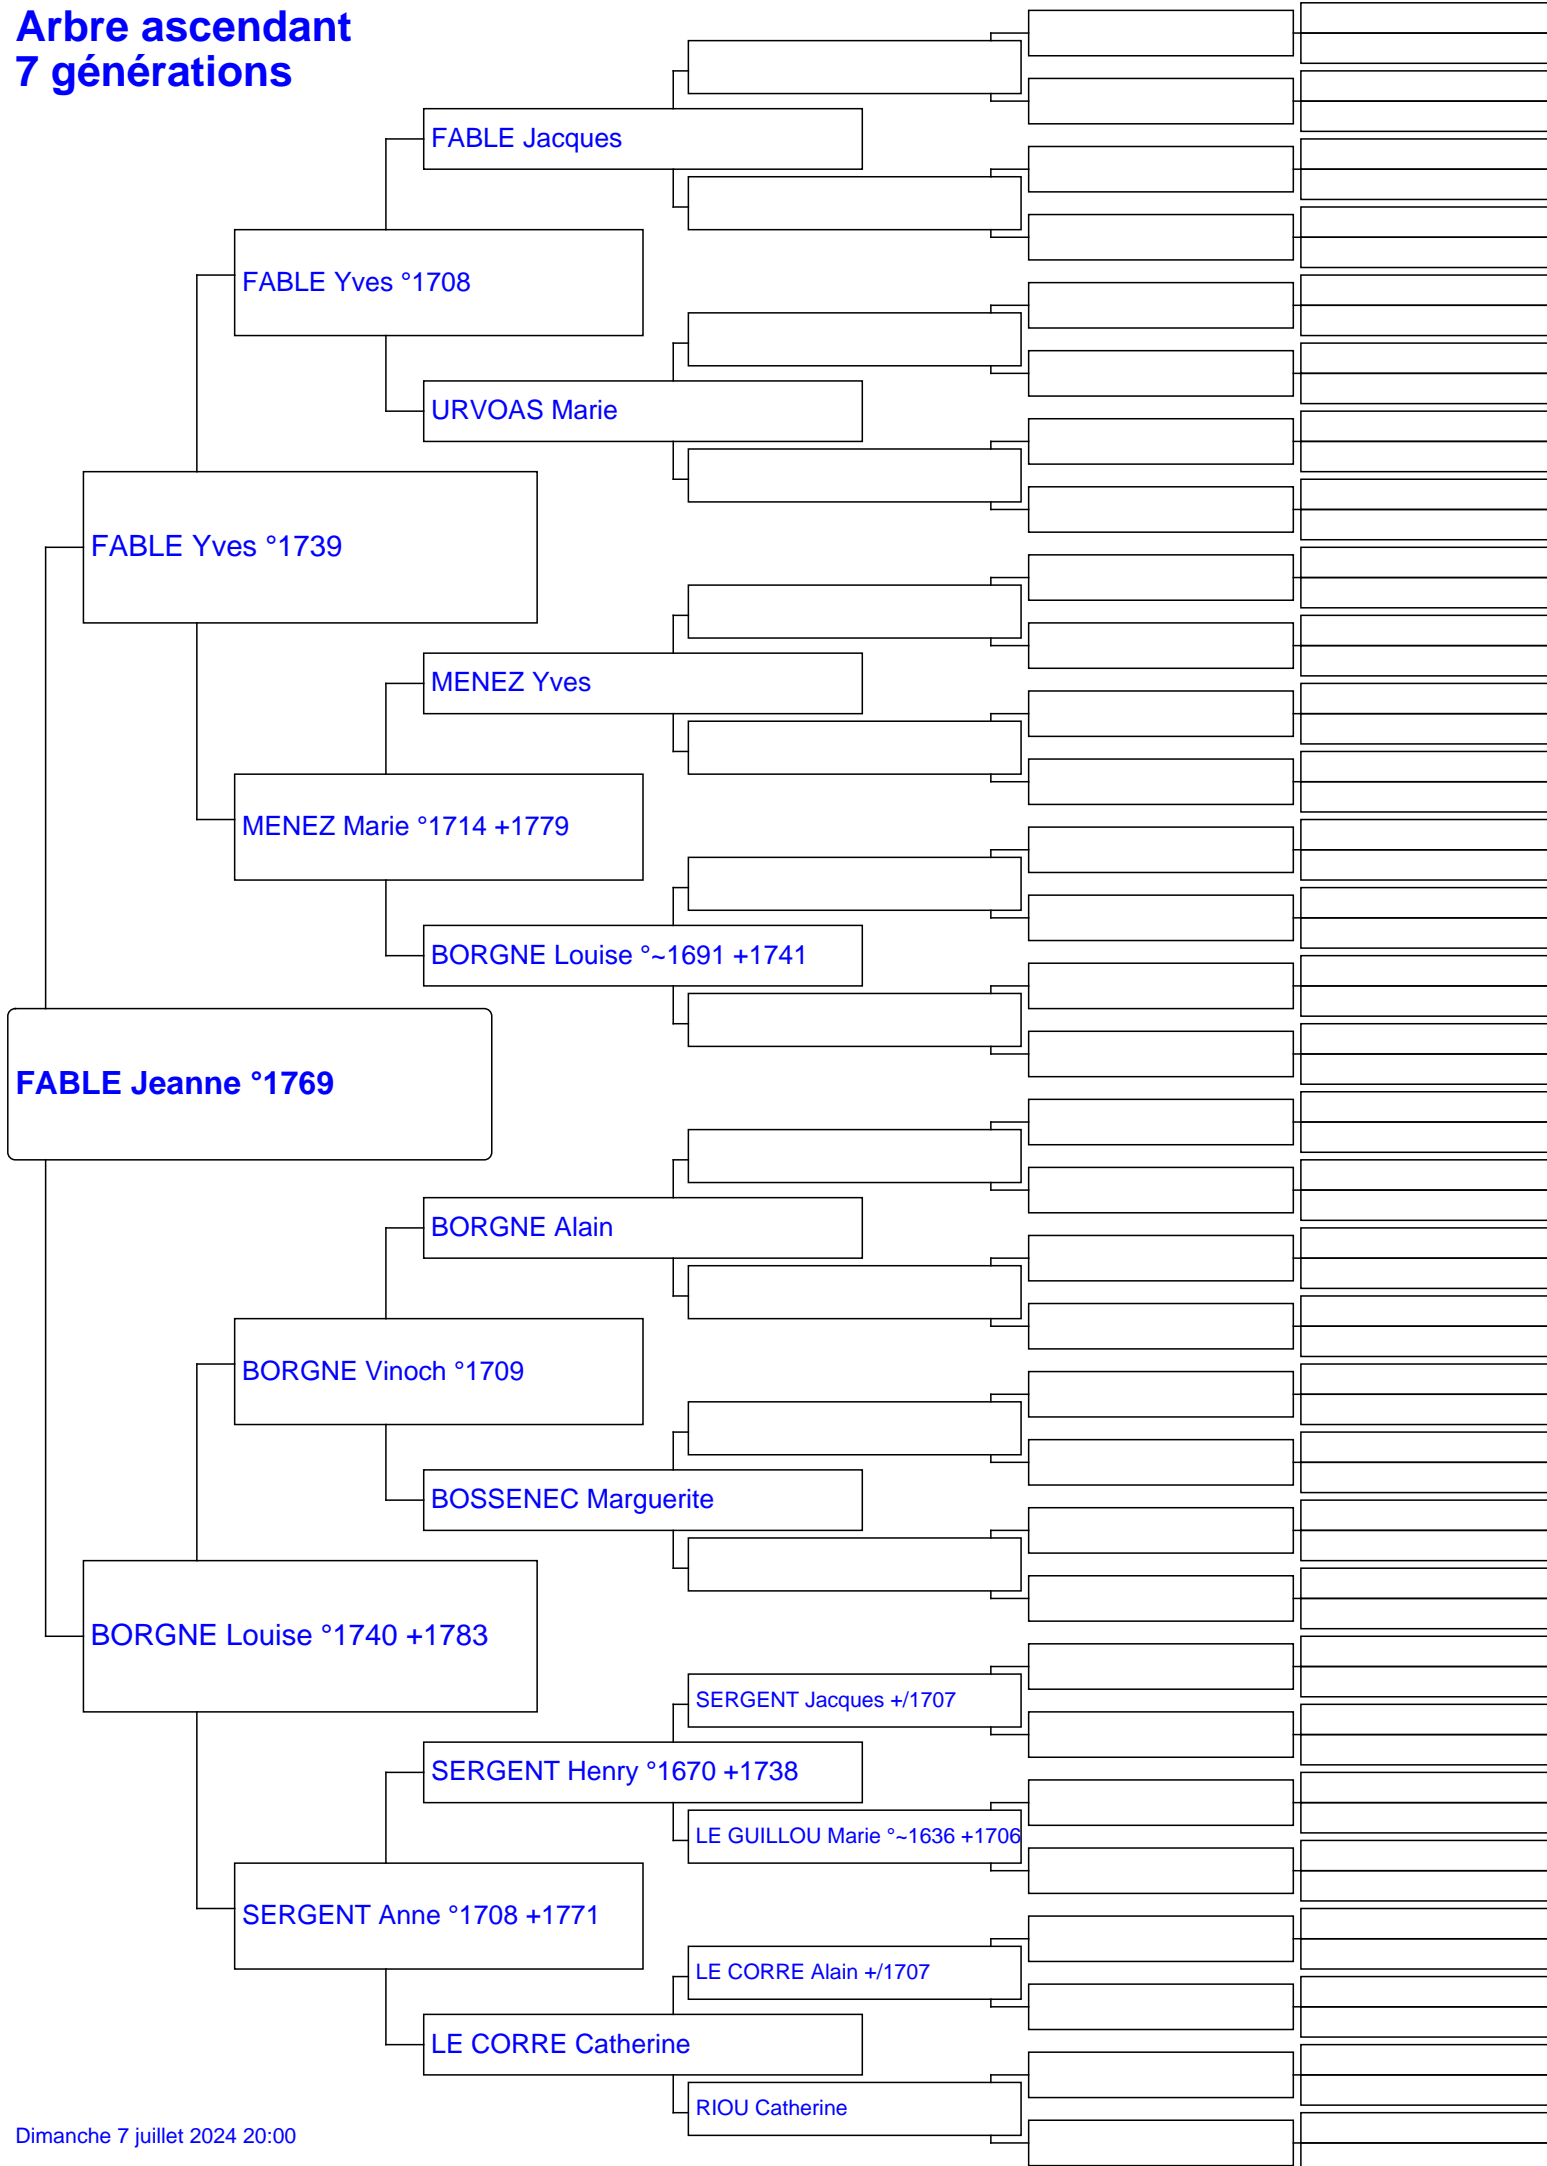 Arbre ascendant
7 générations
FABLE Jacques
FABLE Yves °1708
URVOAS Marie
FABLE Yves °1739
MENEZ Yves
MENEZ Marie °1714 +1779
BORGNE Louise °~1691 +1741
FABLE Jeanne °1769
BORGNE Alain
BORGNE Vinoch °1709
BOSSENEC Marguerite
BORGNE Louise °1740 +1783
SERGENT Jacques +/1707
SERGENT Henry °1670 +1738
LE GUILLOU Marie °~1636 +1706
SERGENT Anne °1708 +1771
LE CORRE Alain +/1707
LE CORRE Catherine
RIOU Catherine
Dimanche 7 juillet 2024 20:00